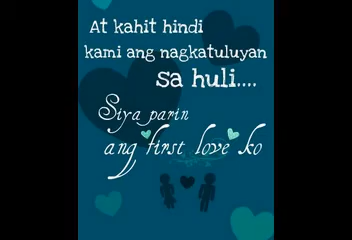 At kahit hindi
kami ang nagkatuluyan
sa huli....
Siya parin
ang first love ko